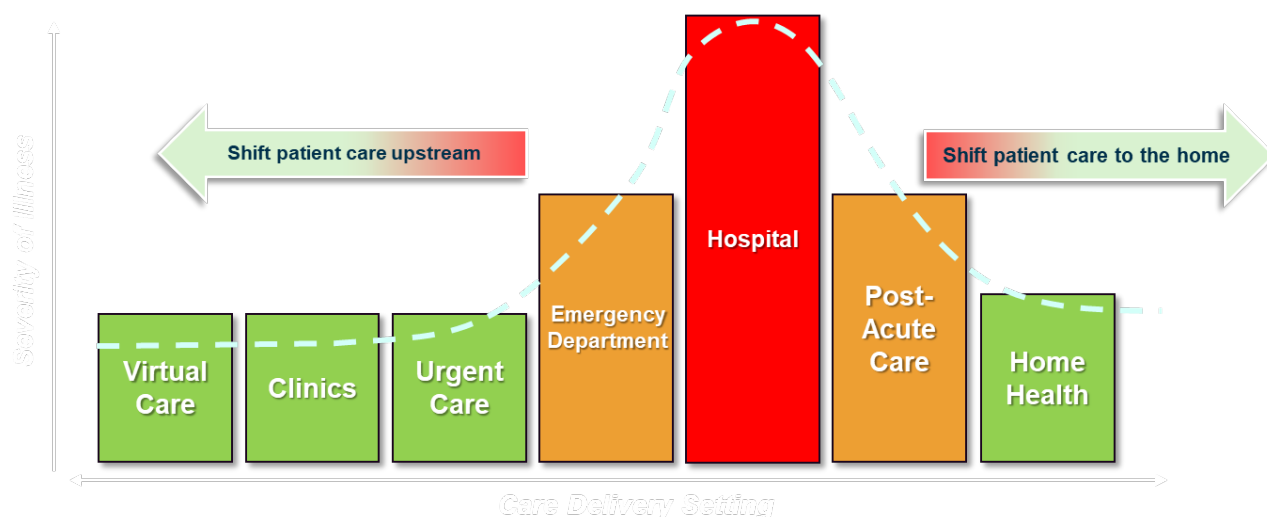 Shift patient care upstream
Shift patient care to the home
Severity of Illness
Hospital
Post-
Acute
Care
Emergency
Department
Virtual
Care
Clinics
Urgent
Care
Home
Health
Care Delivery Setting